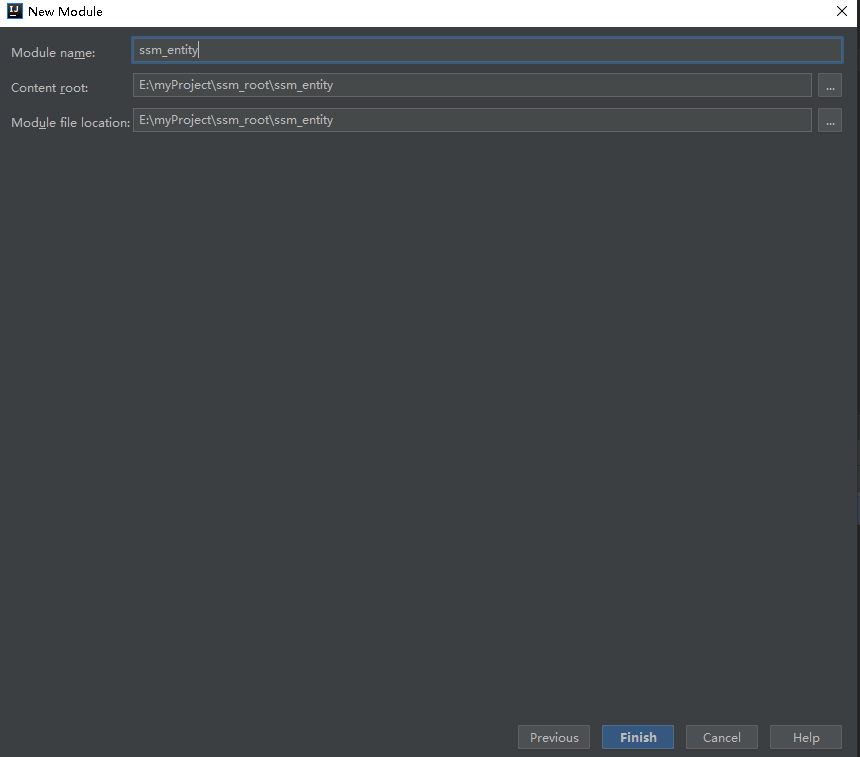 New Module
Module name: ssm_entity
Content root: E:\myProject\ssm_root\ssm_entity ...
Module file location: E:\myProject\ssm_root\ssm_entity ...
Previous Finish Cancel Help